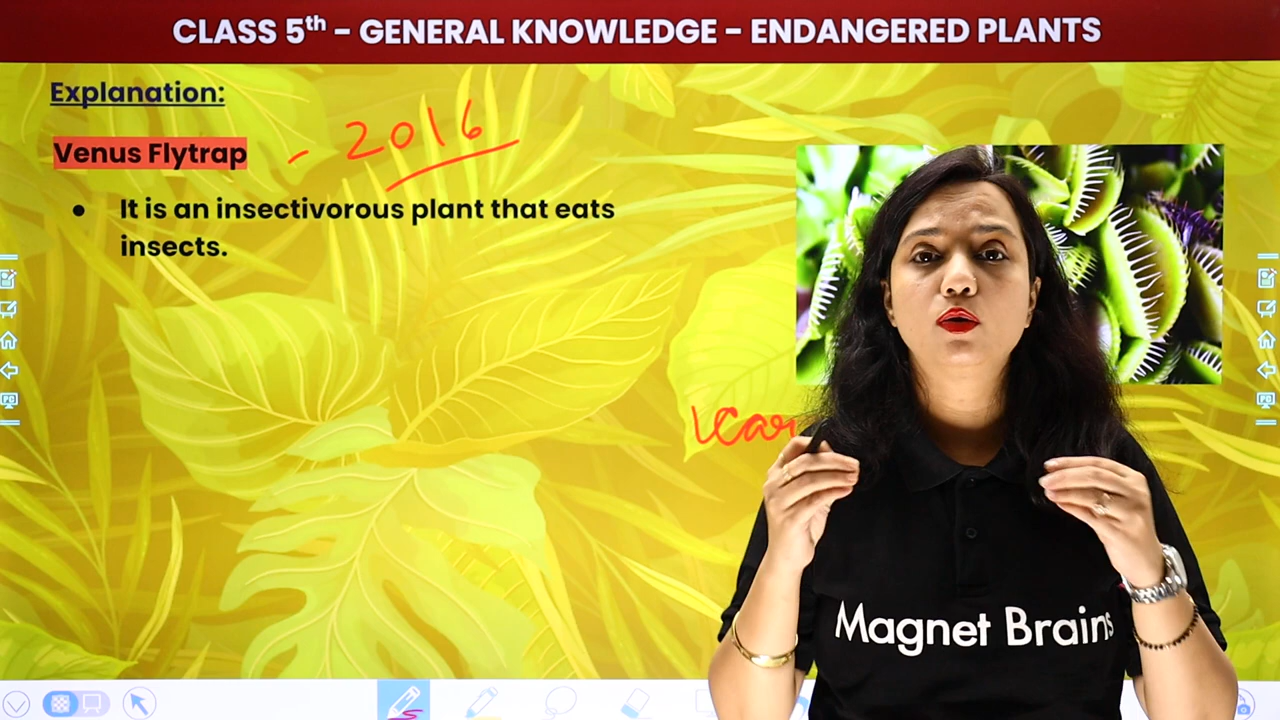 CLASS 5th – GENERAL KNOWLEDGE – ENDANGERED PLANTS
Explanation:
Venus Flytrap - 2016
● It is an insectivorous plant that eats
insects.
Magnet Brains